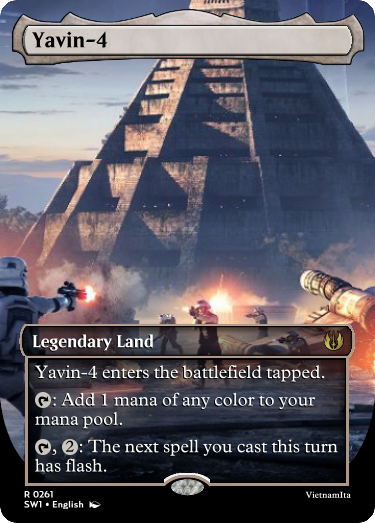 Yavin-4
Legendary Land
Yavin-4 enters the battlefield tapped.
: Add 1 mana of any color to your
mana pool.
, 2: The next spell you cast this turn
has flash.
R 0261
SW1 • English
VietnamIta